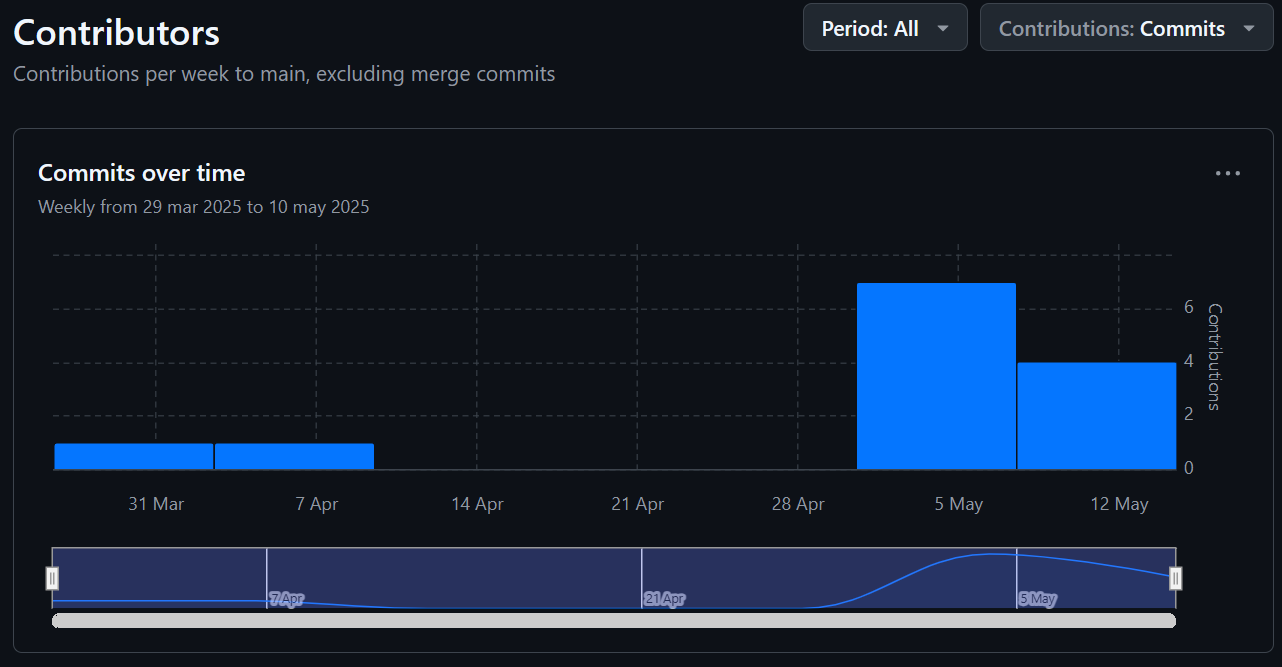 Contributors
Period: All
Contributions: Commits
Contributions per week to main, excluding merge commits
Commits over time
Weekly from 29 mar 2025 to 10 may 2025
6
4
2
0
Contributions
31 Mar 7 Apr 14 Apr 21 Apr 28 Apr 5 May 12 May
7 Apr 21 Apr 5 May